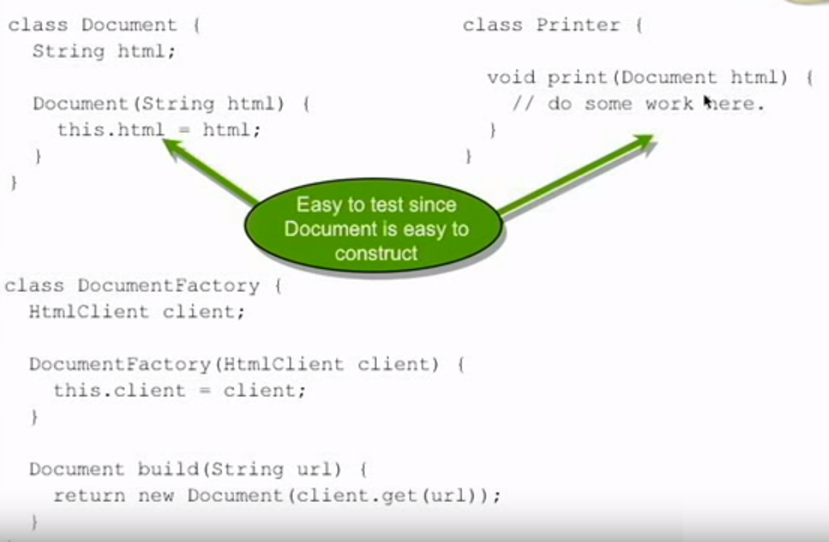 class Document {
String html;
Document(String html) {
this.html = html;
}
}
class Printer {
void print(Document html) {
// do some work here.
}
}
Easy to test since
Document is easy to
construct
class DocumentFactory {
HtmlClient client;
DocumentFactory(HtmlClient client) {
this.client = client;
}
Document build(String url) {
return new Document(client.get(url));
}